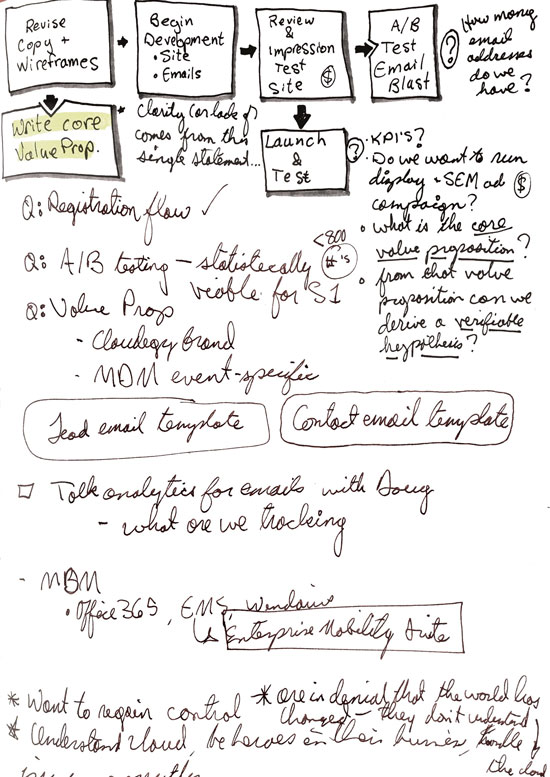 Revise
Copy +
Wireframes
Begin
Development
• Site
• Emails
Review
&
Impression
Test
Site $
A/B
Test
Email
Blast
?
How many
email
addresses
do we
have?
Write core
Value Prop.
* Clarity (or lack of)
comes from this
single statement...
Launch
&
Test
?
• KPI's?
• Do we want to run
display + SEM ad
campaign? $
• what is the core
value proposition?
• from that value
proposition can we
derive a verifiable
hypothesis?
Q: Registration flow ✓
Q: A/B testing – statistically
viable for S1
<800
#'s
Q: Value Prop
- Cloudegy brand
- MDM event-specific
Lead email template
Contact email template
□ Talk analytics for emails with Doug
- what are we tracking
- MDM
• Office 365, EMS,
↳ Enterprise Mobility Suite
* Want to regain control
* are in denial that the world has
changed – they don't understand
* Understand cloud, be heroes in their
the cloud